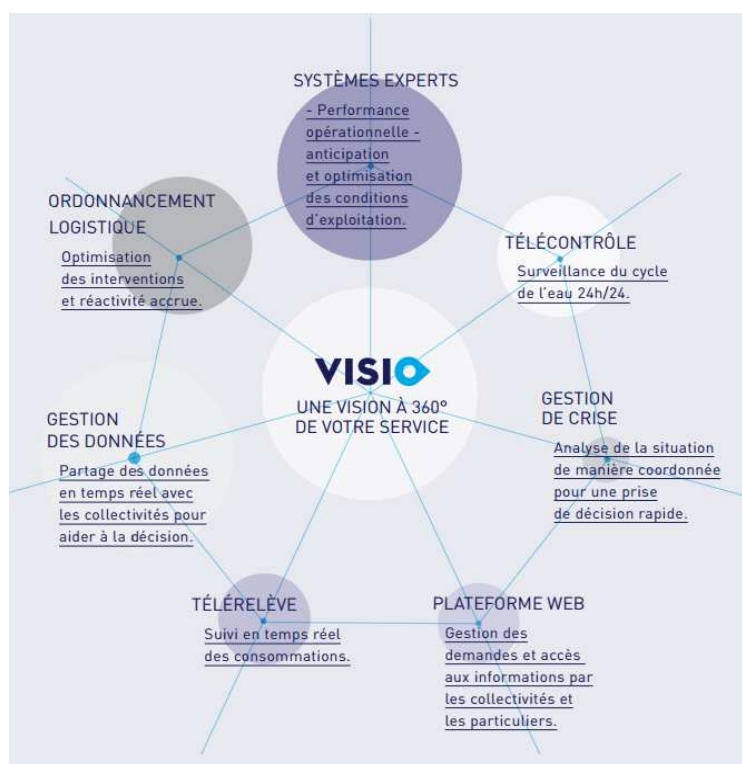 SYSTÈMES EXPERTS
- Performance
opérationnelle -
anticipation
et optimisation
des conditions
d'exploitation.
ORDONNANCEMENT
LOGISTIQUE
Optimisation
des interventions
et réactivité accrue.
TÉLÉCONTRÔLE
Surveillance du cycle
de l'eau 24h/24.
VISIO
UNE VISION À 360°
DE VOTRE SERVICE
GESTION
DES DONNÉES
Partage des données
en temps réel avec
les collectivités pour
aider à la décision.
GESTION
DE CRISE
Analyse de la situation
de manière coordonnée
pour une prise
de décision rapide.
TÉLÉRELÈVE
Suivi en temps réel
des consommations.
PLATEFORME WEB
Gestion des
demandes et accès
aux informations par
les collectivités et
les particuliers.